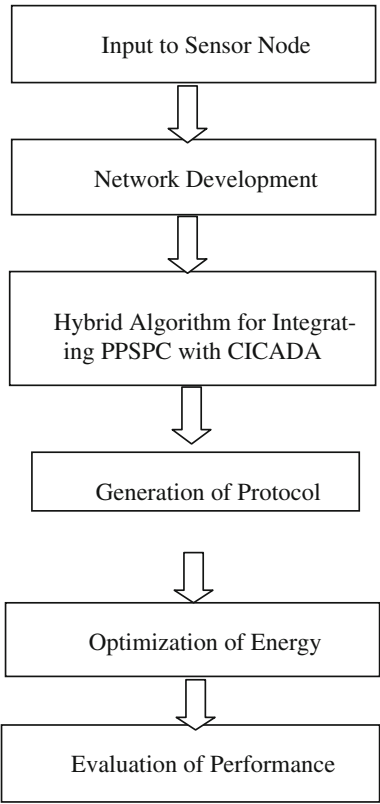 Input to Sensor Node
Network Development
Hybrid Algorithm for Integrat-
ing PPSPC with CICADA
Generation of Protocol
Optimization of Energy
Evaluation of Performance